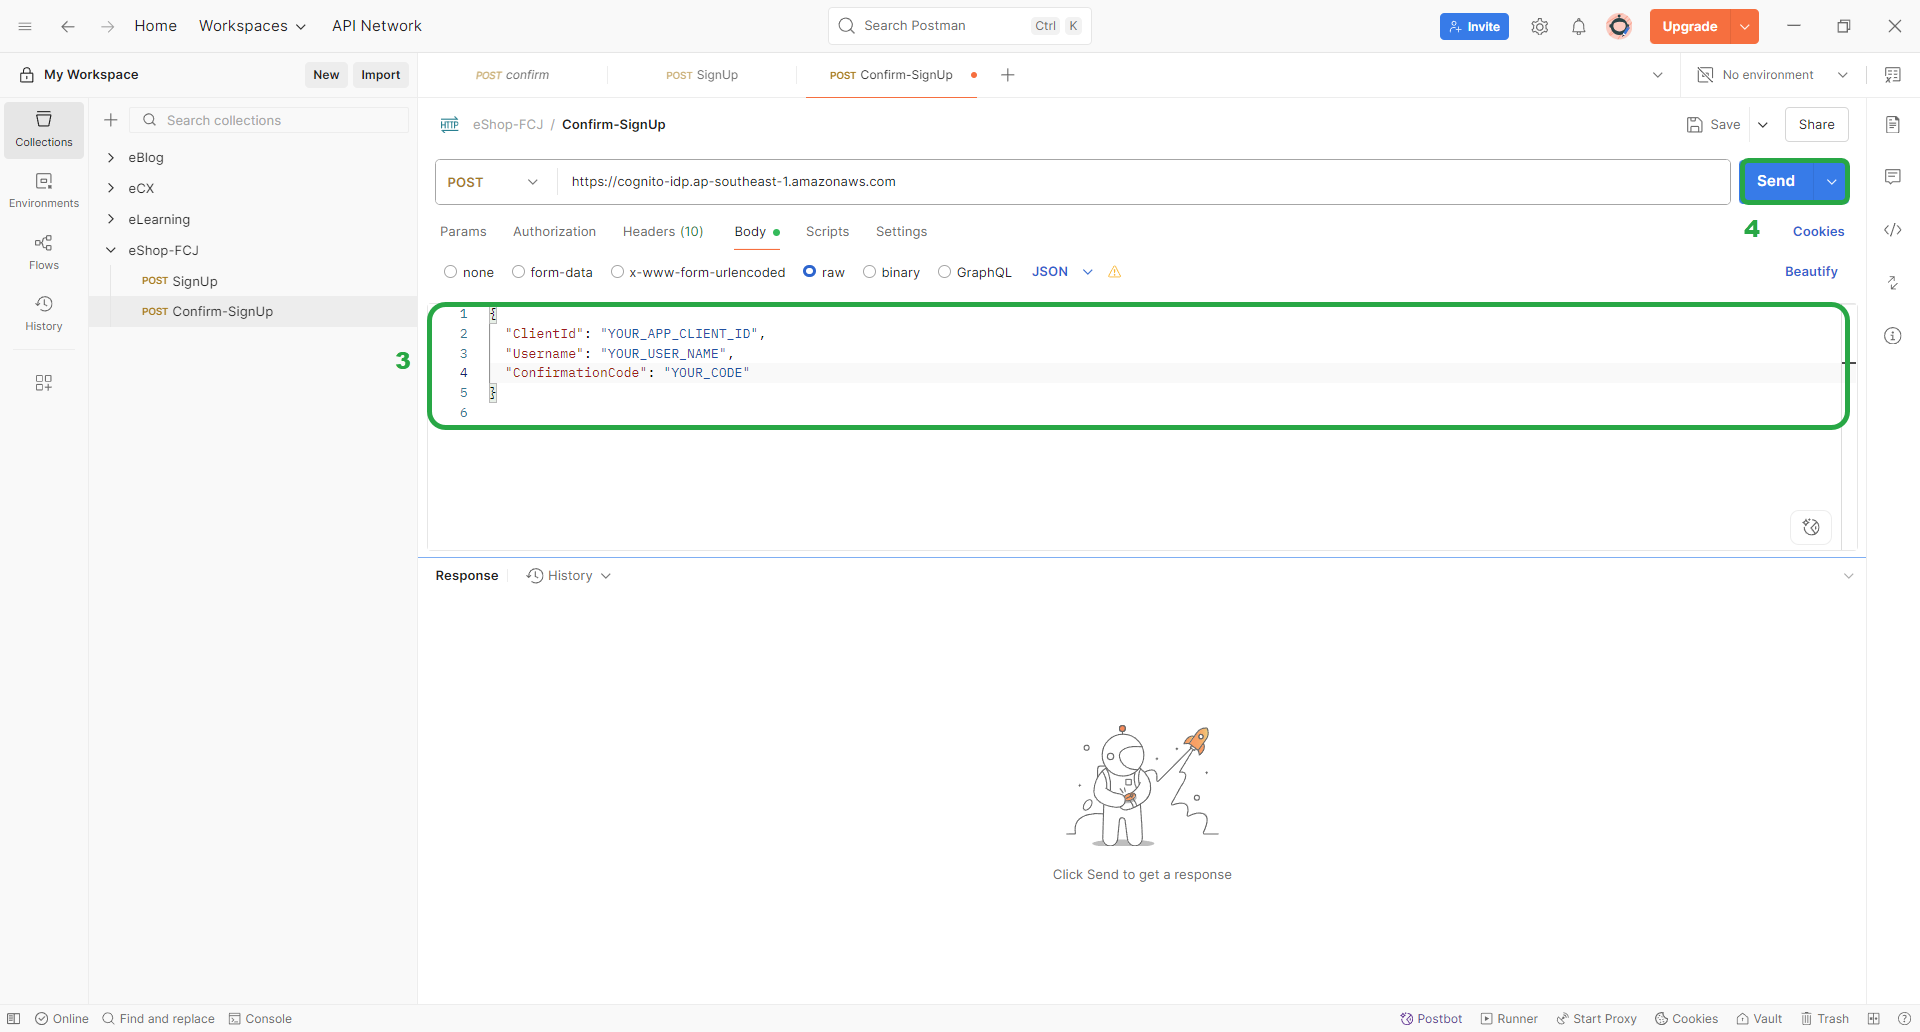 Home Workspaces API Network Search Postman Ctrl K Invite Upgrade
My Workspace New Import POST confirm POST SignUp POST Confirm-SignUp No environment
Collections
Environments
Flows
History
Search collections
eBlog
eCX
eLearning
eShop-FCJ
POST SignUp
POST Confirm-SignUp
HTTP eShop-FCJ / Confirm-SignUp Save Share
POST https://cognito-idp.ap-southeast-1.amazonaws.com Send
4
Params Authorization Headers (10) Body Scripts Settings Cookies
none form-data x-www-form-urlencoded raw binary GraphQL JSON Beautify
3
1 {
2 "ClientId": "YOUR_APP_CLIENT_ID",
3 "Username": "YOUR_USER_NAME",
4 "ConfirmationCode": "YOUR_CODE"
5 }
6
Response History
Click Send to get a response
Online Find and replace Console Postbot Runner Start Proxy Cookies Vault Trash